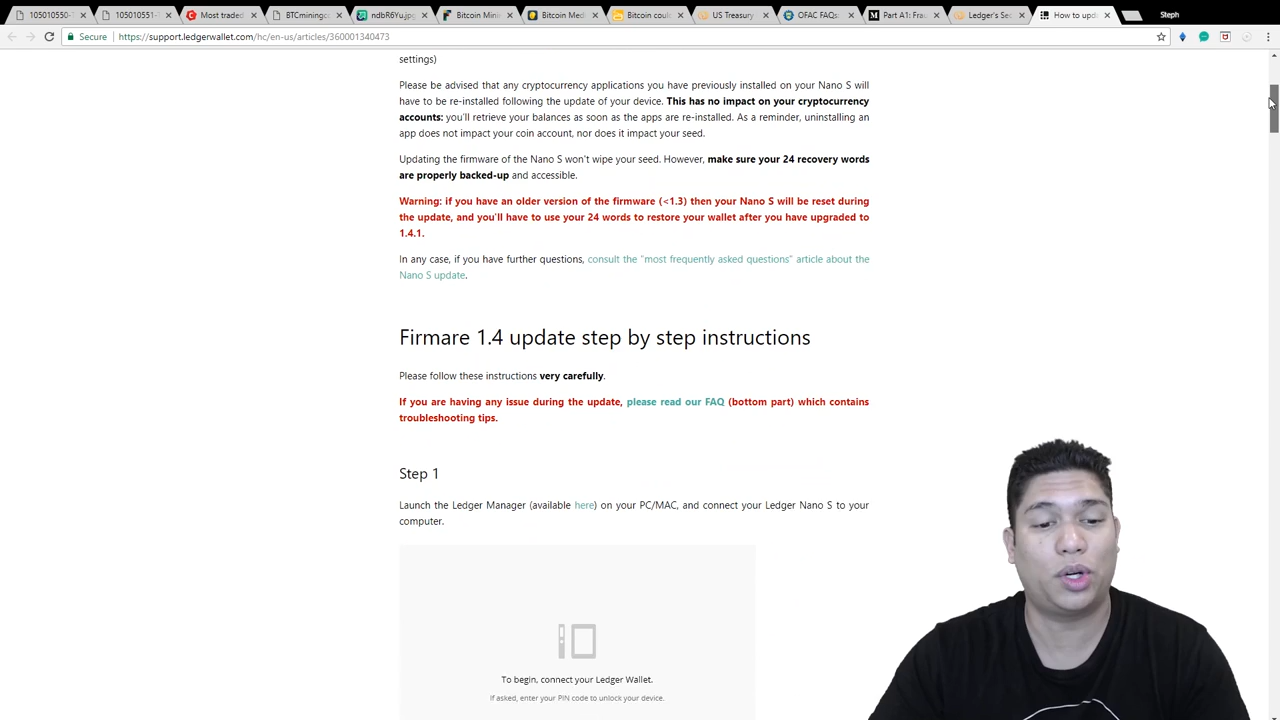 105010550-
105010551-
Most traded
BTCminingco
ndbR6Yu.jpg
Bitcoin Mine
Bitcoin Med
Bitcoin coul
US Treasury
OFAC FAQs
Part A1: Frau
Ledger's Se
How to upd
Steph
Secure
https://support.ledgerwallet.com/hc/en-us/articles/360001340473
settings)
Please be advised that any cryptocurrency applications you have previously installed on your Nano S will
have to be re-installed following the update of your device. This has no impact on your cryptocurrency
accounts: you'll retrieve your balances as soon as the apps are re-installed. As a reminder, uninstalling an
app does not impact your coin account, nor does it impact your seed.
Updating the firmware of the Nano S won't wipe your seed. However, make sure your 24 recovery words
are properly backed-up and accessible.
Warning: if you have an older version of the firmware (<1.3) then your Nano S will be reset during
the update, and you'll have to use your 24 words to restore your wallet after you have upgraded to
1.4.1.
In any case, if you have further questions, consult the "most frequently asked questions" article about the
Nano S update.
Firmare 1.4 update step by step instructions
Please follow these instructions very carefully.
If you are having any issue during the update, please read our FAQ (bottom part) which contains
troubleshooting tips.
Step 1
Launch the Ledger Manager (available here) on your PC/MAC, and connect your Ledger Nano S to your
computer.
To begin, connect your Ledger Wallet.
If asked, enter your PIN code to unlock your device.